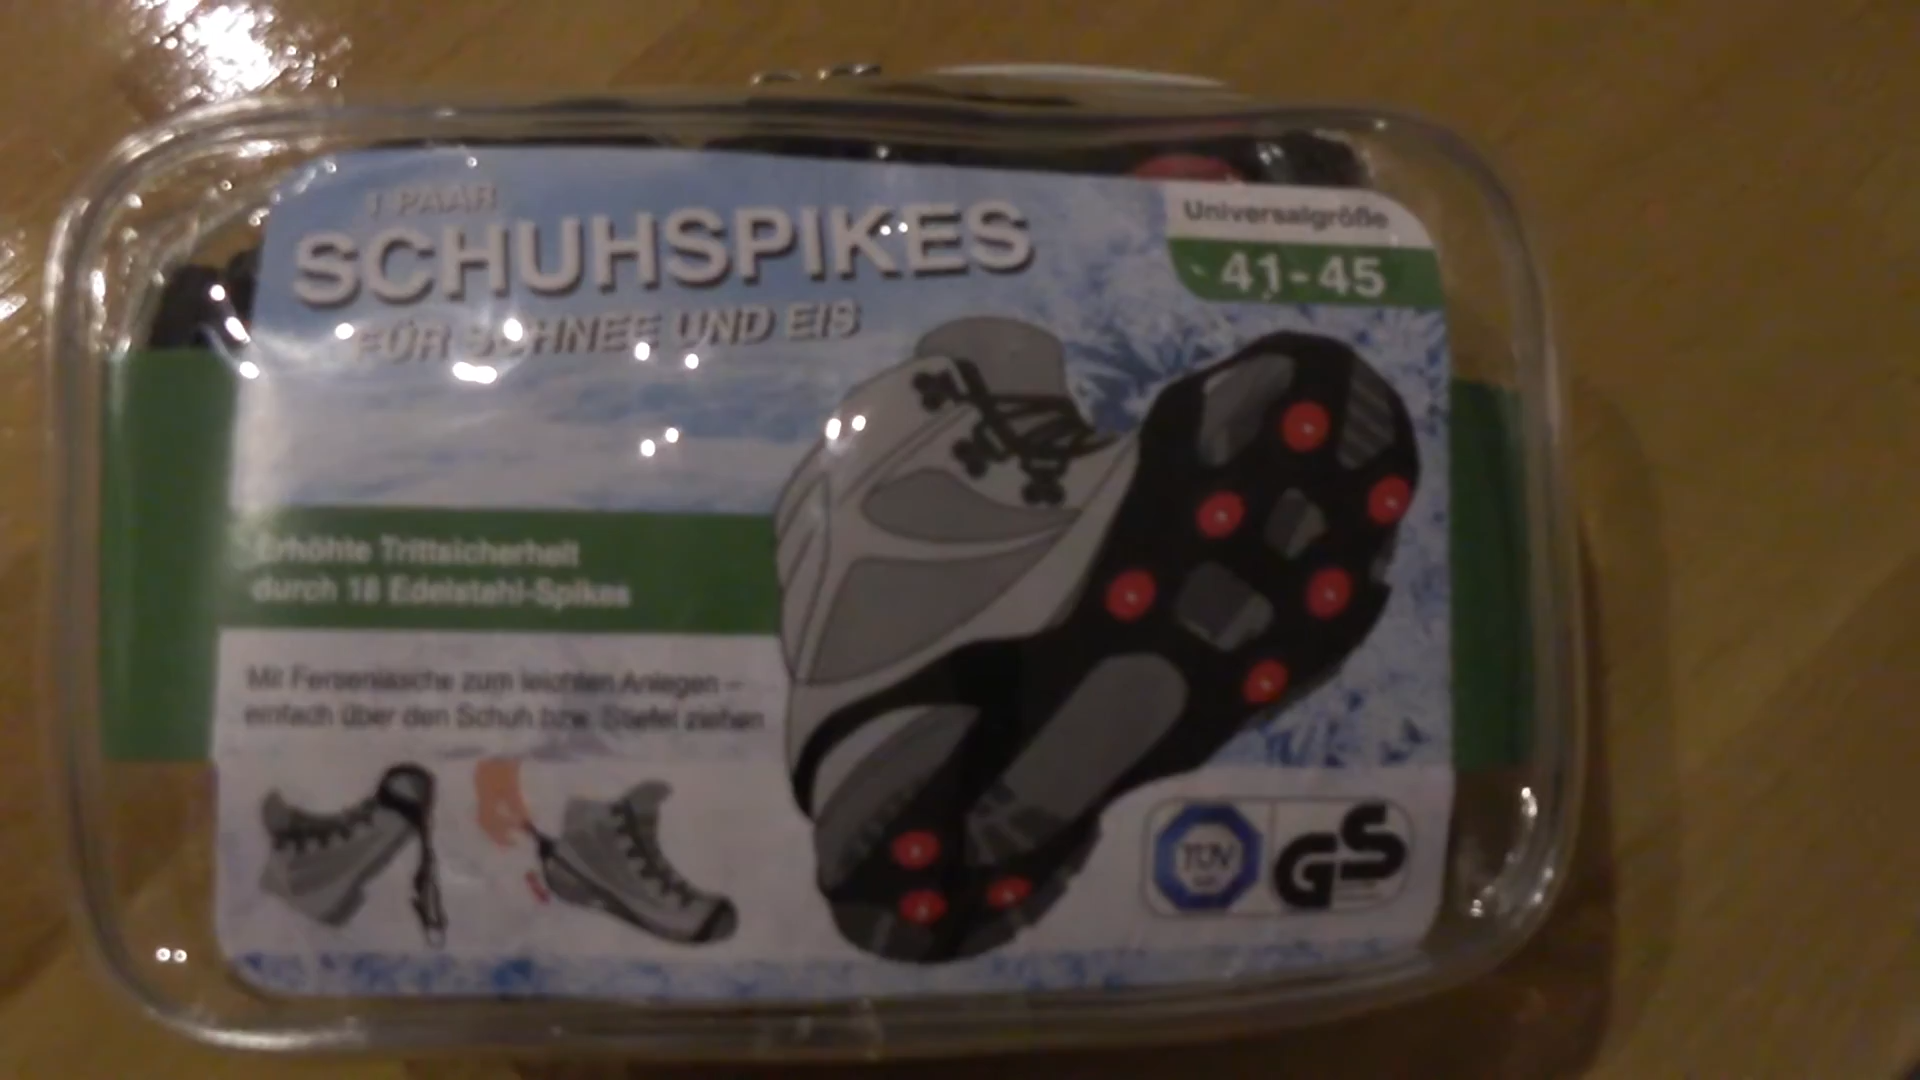 1 PAAR
SCHUHSPIKES
FÜR SCHNEE UND EIS
Universalgröße
41-45
Erhöhte Trittsicherheit
durch 18 Edelstahl-Spikes
Mit Fersenlasche zum leichten Anlegen –
einfach über den Schuh bzw. Stiefel ziehen
TÜV
GS